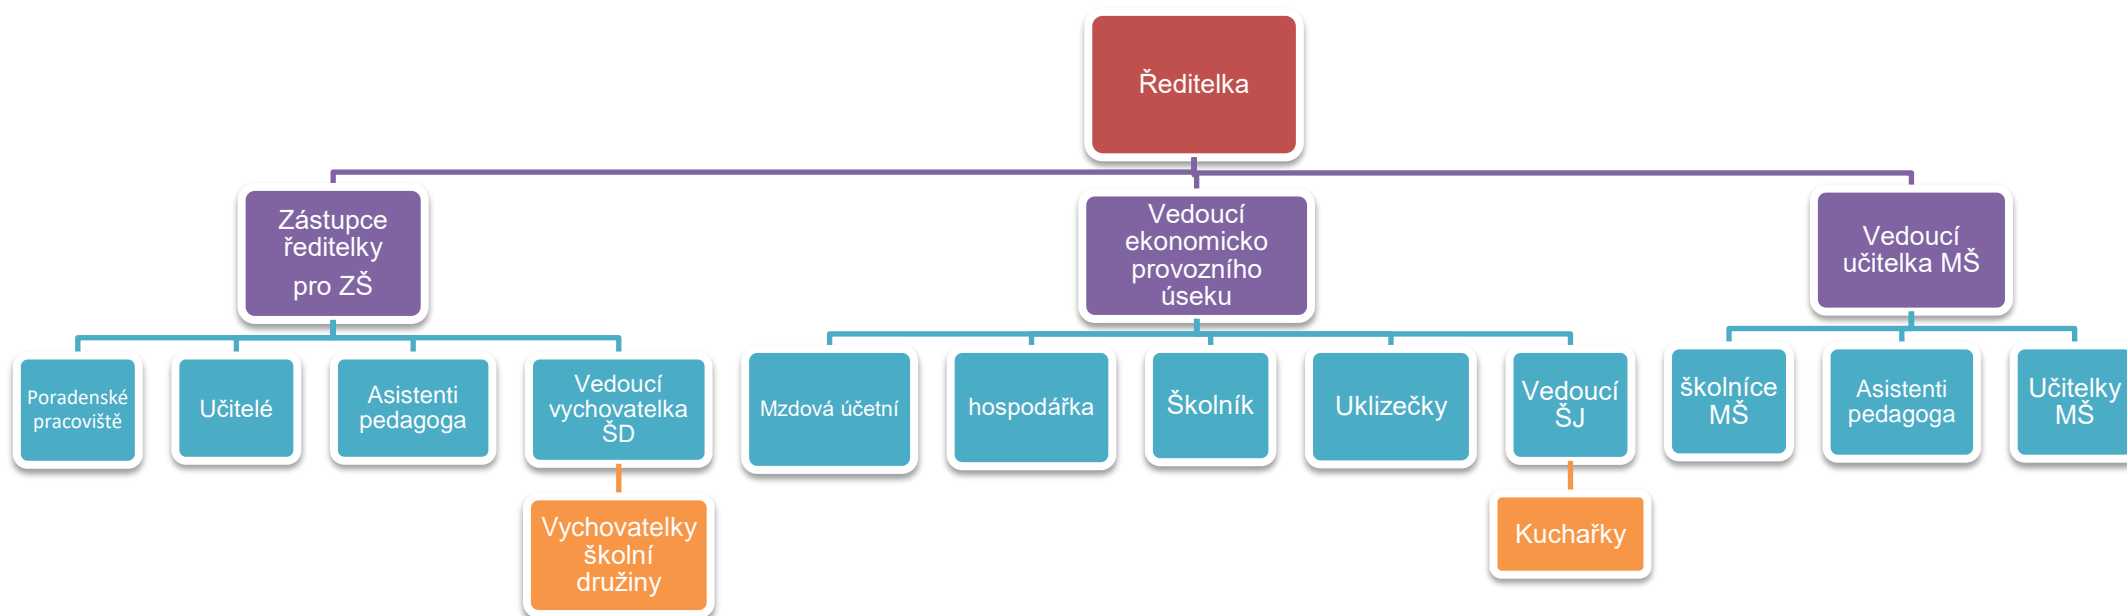 Ředitelka
Zástupce
ředitelky
pro ZŠ
Vedoucí
ekonomicko
provozního
úseku
Vedoucí
učitelka MŠ
Poradenské
pracoviště
Učitelé
Asistenti
pedagoga
Vedoucí
vychovatelka
ŠD
Mzdová účetní
hospodářka
Školník
Uklizečky
Vedoucí
ŠJ
školníce
MŠ
Asistenti
pedagoga
Učitelky
MŠ
Vychovatelky
školní
družiny
Kuchařky